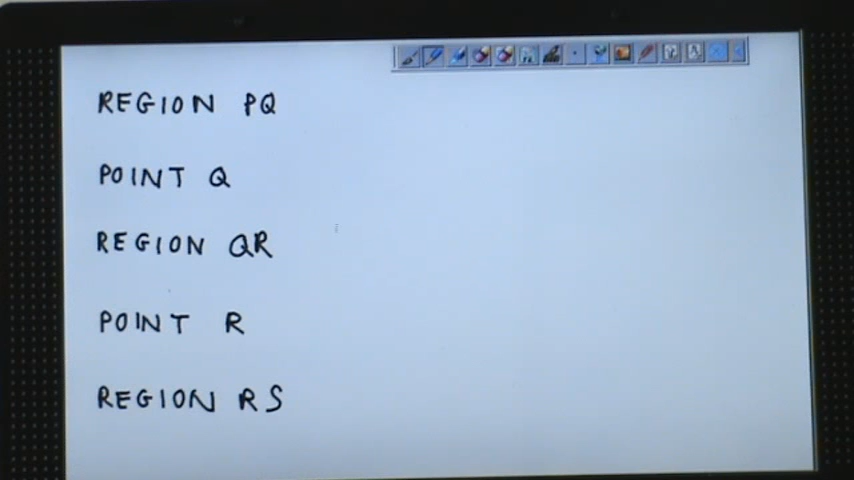 REGION PQ
POINT Q
REGION QR
POINT R
REGION RS